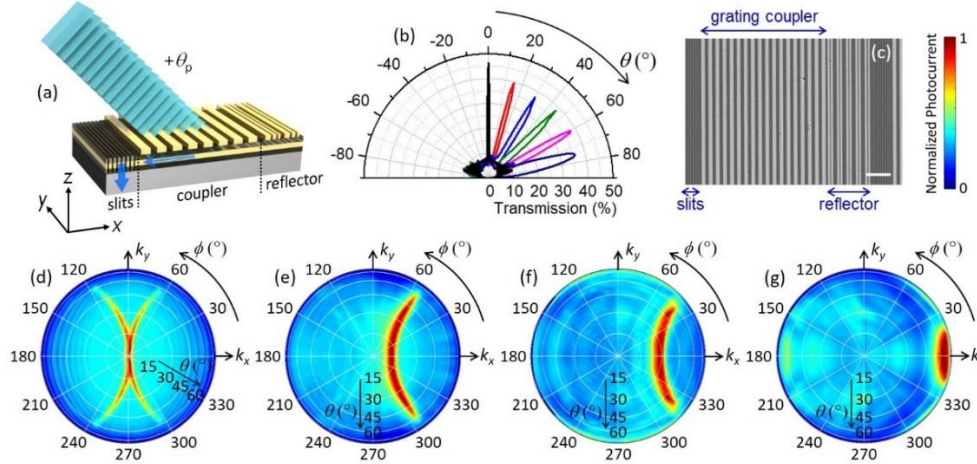 (a)
+θp
slits
coupler
reflector
z
y
x
(b)
0
-20
20
-40
40
-60
60
-80
80
θ(°)
0 10 20 30 40 50
Transmission (%)
grating coupler
(c)
slits
reflector
1
Normalized Photocurrent
0
(d)
ky
ϕ(°)
120
60
150
30
180
kx
θ(°)
15
30
45
60
210
330
240
270
300
(e)
ky
ϕ(°)
120
60
150
30
180
kx
15
30
45
60
θ(°)
210
330
240
270
300
(f)
ky
ϕ(°)
120
60
150
30
180
kx
15
30
45
60
θ(°)
210
330
240
270
300
(g)
ky
ϕ(°)
120
60
150
30
180
15
30
45
60
θ(°)
210
330
240
270
300